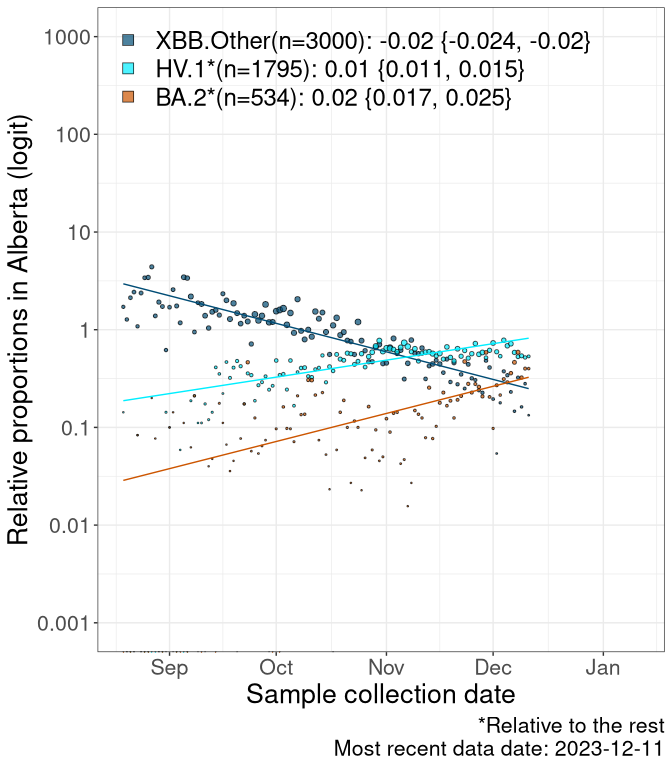 XBB.Other(n=3000): -0.02 {-0.024, -0.02}
HV.1*(n=1795): 0.01 {0.011, 0.015}
BA.2*(n=534): 0.02 {0.017, 0.025}
Relative proportions in Alberta (logit)
1000
100
10
1
0.1
0.01
0.001
Sep Oct Nov Dec Jan
Sample collection date
*Relative to the rest
Most recent data date: 2023-12-11